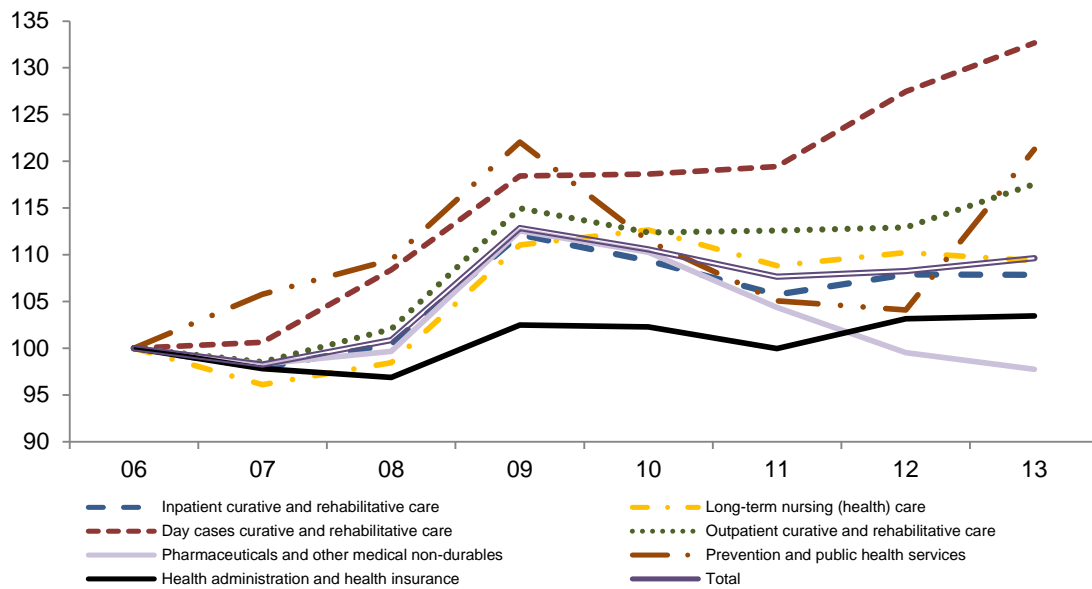 135
130
125
120
115
110
105
100
95
90
06 07 08 09 10 11 12 13
Inpatient curative and rehabilitative care
Long-term nursing (health) care
Day cases curative and rehabilitative care
Outpatient curative and rehabilitative care
Pharmaceuticals and other medical non-durables
Prevention and public health services
Health administration and health insurance
Total